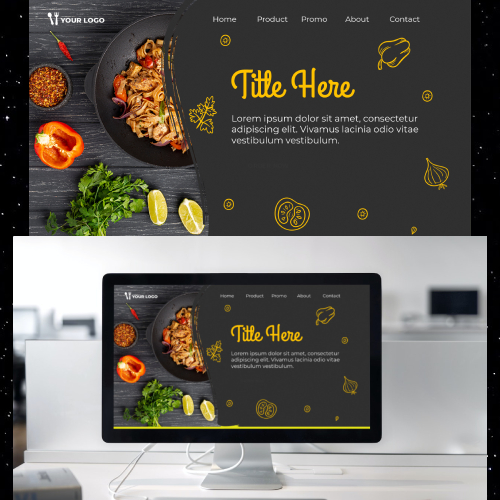 YOUR LOGO
Home Product Promo About Contact
Title Here
Lorem ipsum dolor sit amet, consectetur
adipiscing elit. Vivamus lacinia odio vitae
vestibulum vestibulum.
YOUR LOGO
Home Product Promo About Contact
Title Here
Lorem ipsum dolor sit amet, consectetur
adipiscing elit. Vivamus lacinia odio vitae
vestibulum vestibulum.